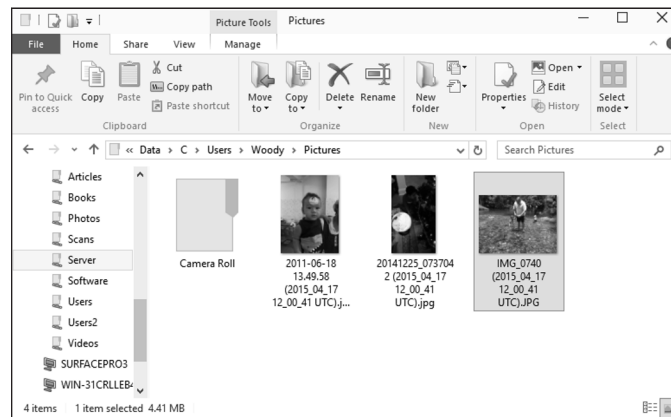 Picture Tools Pictures
File Home Share View Manage
Pin to Quick access
Copy
Paste
Cut
Copy path
Paste shortcut
Move to
Copy to
Delete
Rename
New folder
Properties
Open
Edit
History
Select mode
Clipboard Organize New Open Select
« Data > C > Users > Woody > Pictures
Search Pictures
Articles
Books
Photos
Scans
Server
Software
Users
Users2
Videos
SURFACEPRO3
WIN-31CRLLEB4
Camera Roll
2011-06-18
13.49.58
(2015_04_17
12_00_41 UTC).j...
20141225_073704
2 (2015_04_17
12_00_41
UTC).jpg
IMG_0740
(2015_04_17
12_00_41
UTC).JPG
4 items 1 item selected 4.41 MB